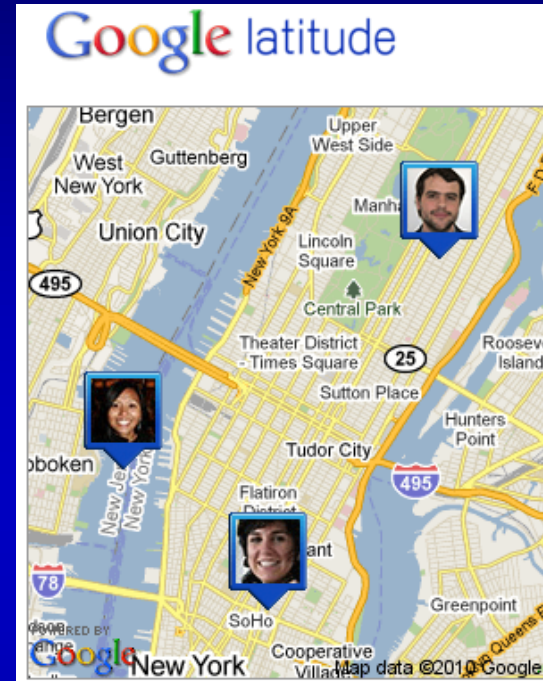 Google latitude
Bergen
Upper
West Side
West
New York
Guttenberg
Union City
New York 9A
Lincoln
Square
495
Central Park
Theater District
- Times Square
25
Roosev
Island
Sutton Place
Hunters
Point
Tudor City
oboken
495
New Je
New York
Flatiron
District
ant
78
SoHo
Greenpoint
POWERED BY
Google
New York
Cooperative
Village
Map data ©2010 Google